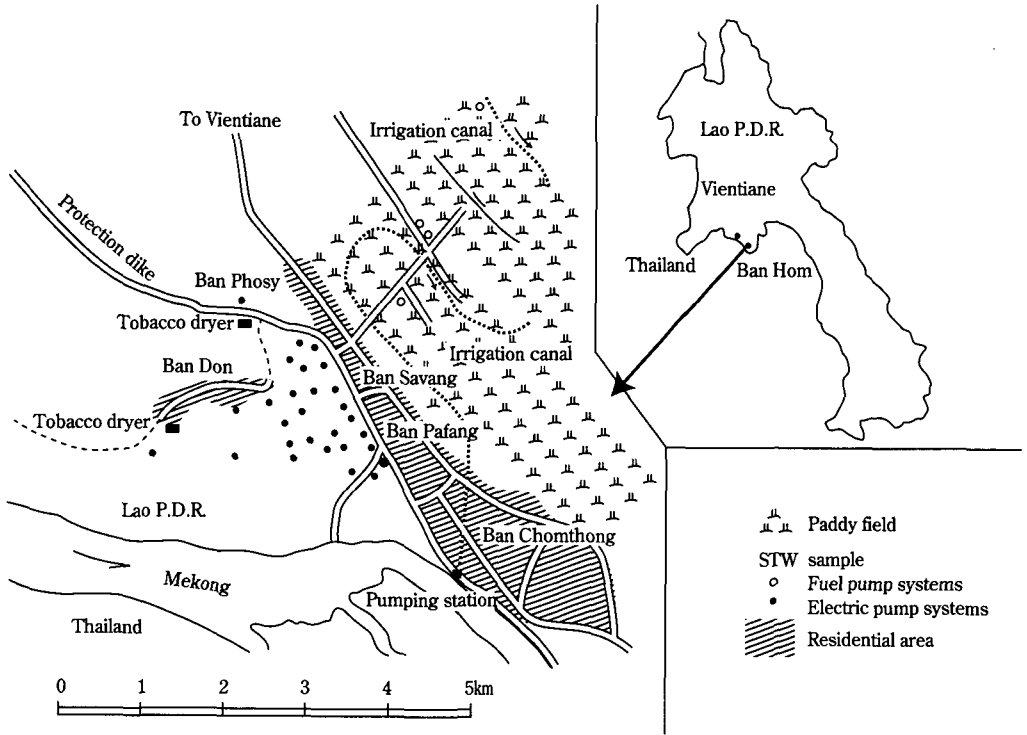 To Vientiane
Irrigation canal
Protection dike
Ban Phosy
Tobacco dryer
Ban Don
Tobacco dryer
Irrigation canal
Ban Savang
Ban Pafang
Lao P.D.R.
Ban Chomthong
Mekong
Pumping station
Thailand
0 1 2 3 4 5km
Lao P.D.R.
Vientiane
Thailand
Ban Hom
Paddy field
STW sample
Fuel pump systems
Electric pump systems
Residential area